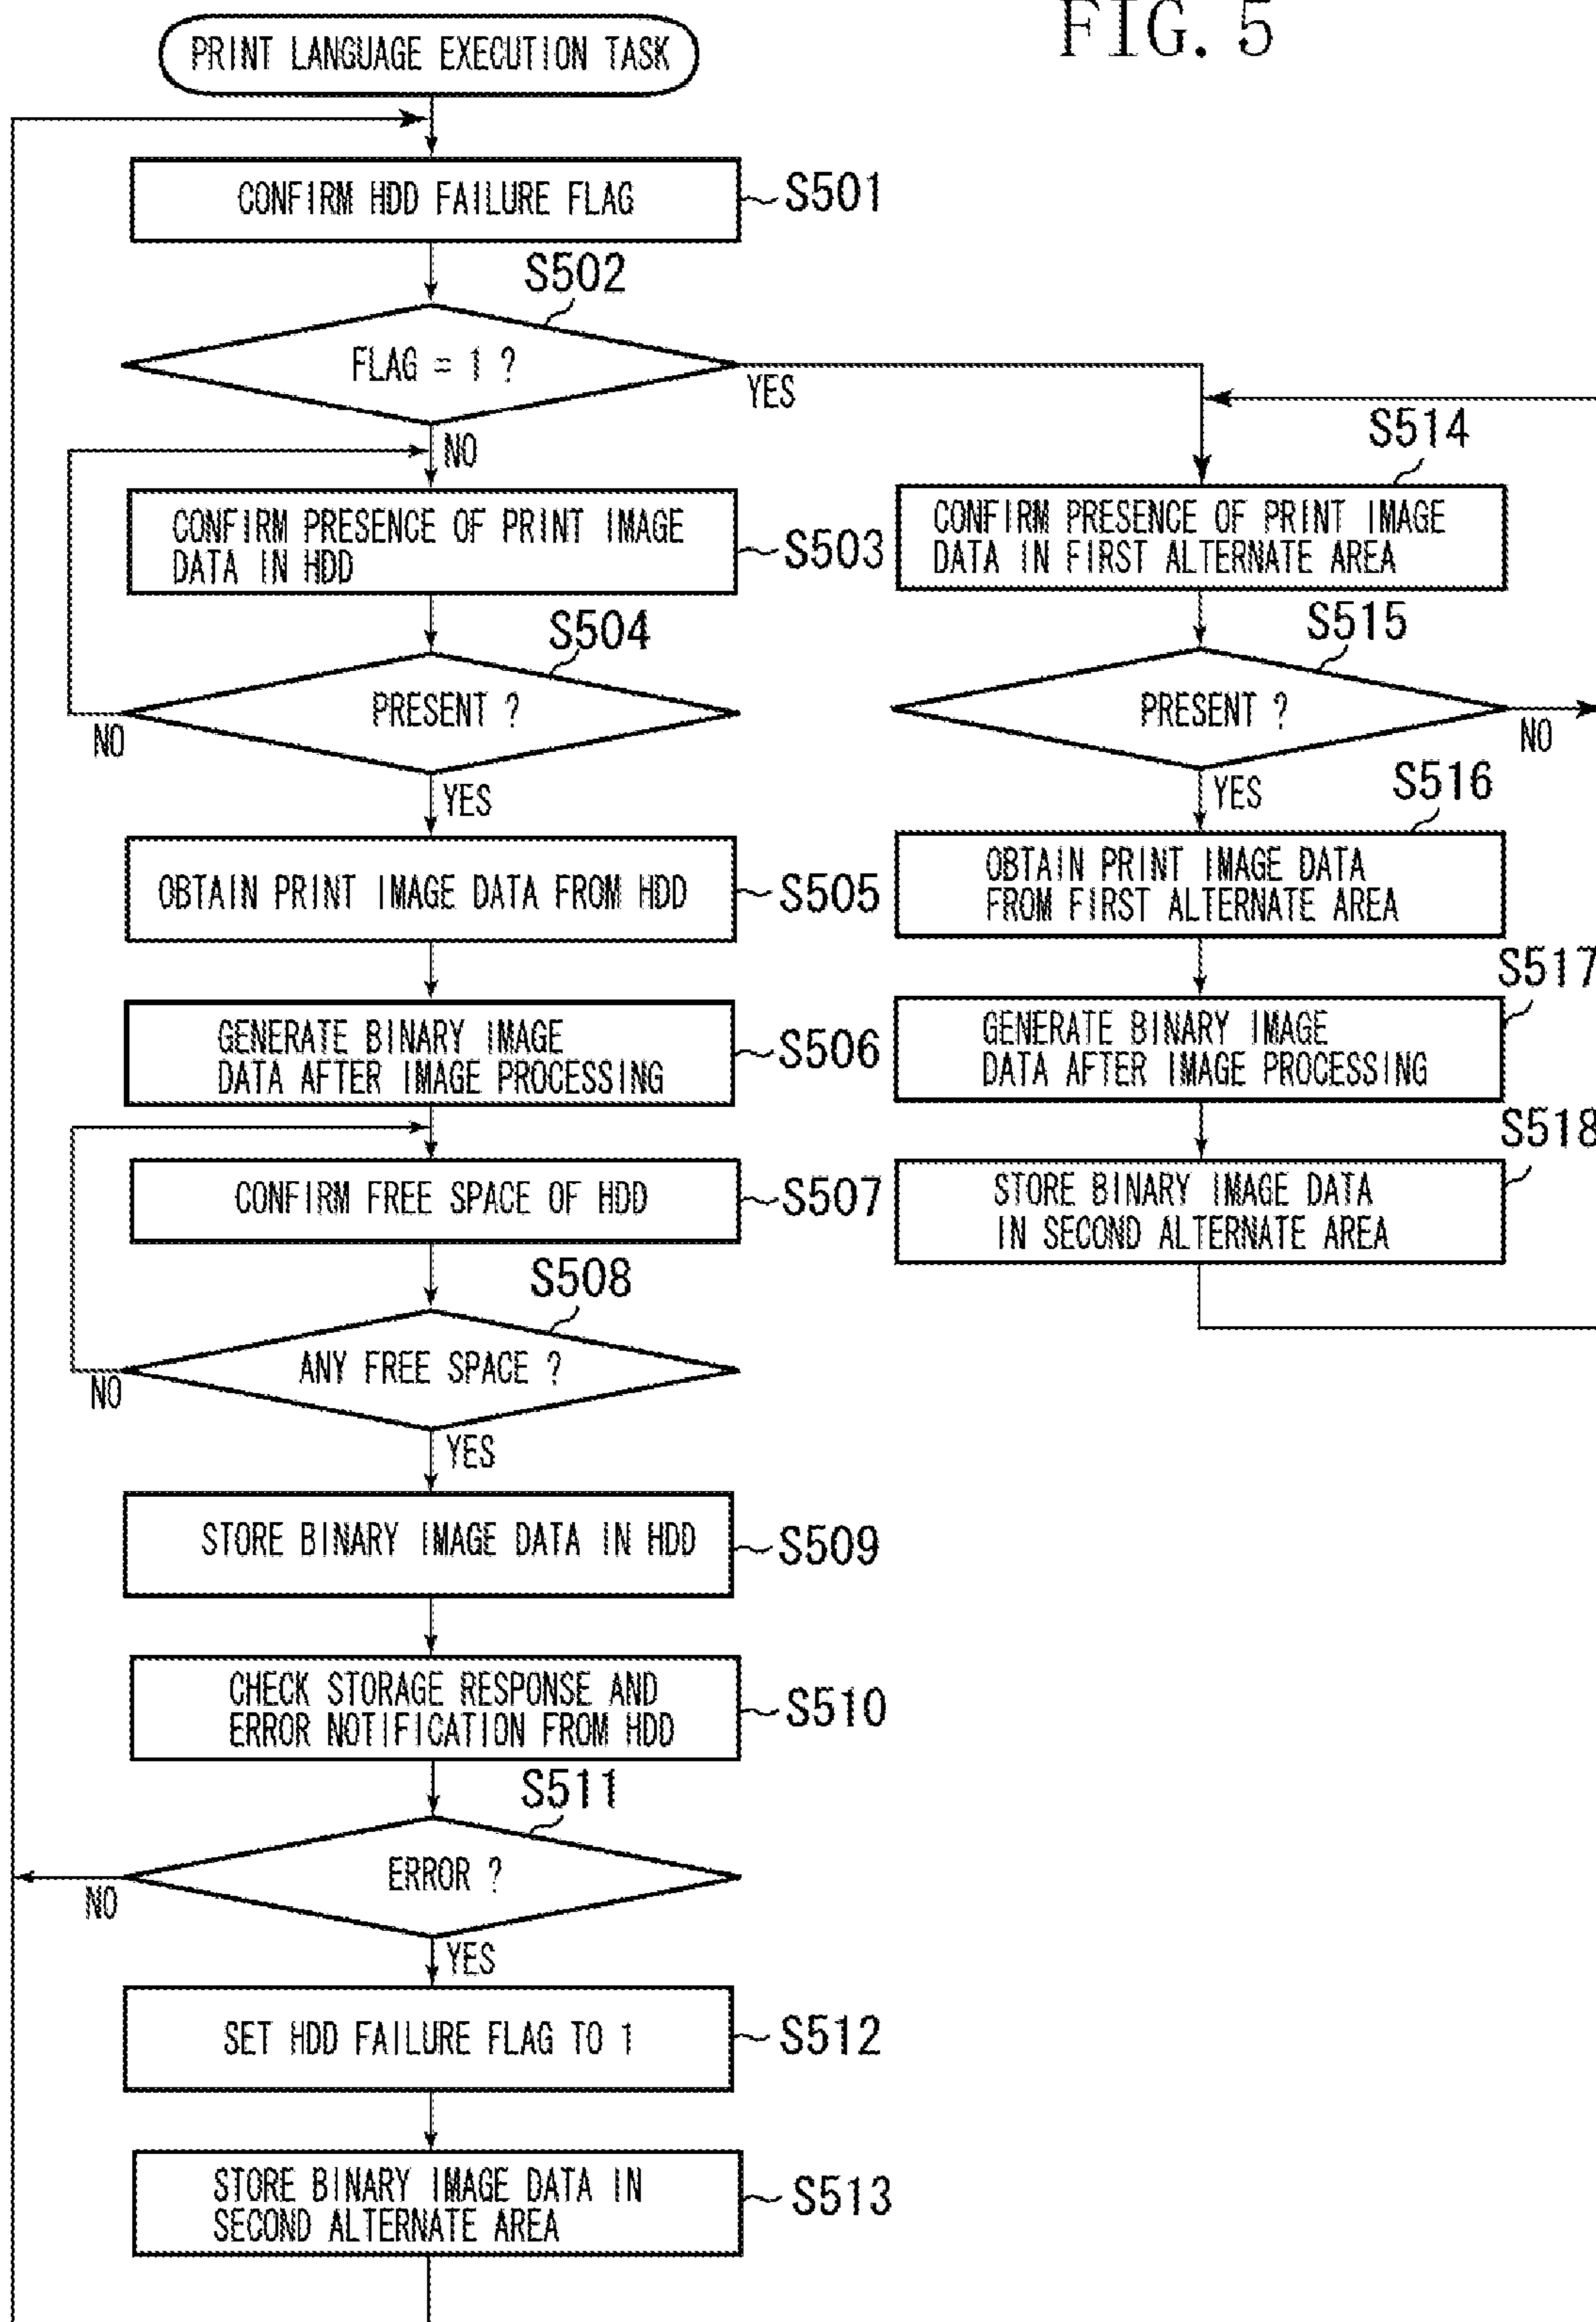 FIG. 5
PRINT LANGUAGE EXECUTION TASK
CONFIRM HDD FAILURE FLAG
S501
S502
FLAG = 1 ?
YES
NO
CONFIRM PRESENCE OF PRINT IMAGE
DATA IN HDD
S503
S504
PRESENT ?
NO
YES
OBTAIN PRINT IMAGE DATA FROM HDD
S505
GENERATE BINARY IMAGE
DATA AFTER IMAGE PROCESSING
S506
CONFIRM FREE SPACE OF HDD
S507
S508
ANY FREE SPACE ?
NO
YES
STORE BINARY IMAGE DATA IN HDD
S509
CHECK STORAGE RESPONSE AND
ERROR NOTIFICATION FROM HDD
S510
S511
ERROR ?
NO
YES
SET HDD FAILURE FLAG TO 1
S512
STORE BINARY IMAGE DATA IN
SECOND ALTERNATE AREA
S513
S514
CONFIRM PRESENCE OF PRINT IMAGE
DATA IN FIRST ALTERNATE AREA
S515
PRESENT ?
NO
YES
S516
OBTAIN PRINT IMAGE DATA
FROM FIRST ALTERNATE AREA
S517
GENERATE BINARY IMAGE
DATA AFTER IMAGE PROCESSING
S518
STORE BINARY IMAGE DATA
IN SECOND ALTERNATE AREA